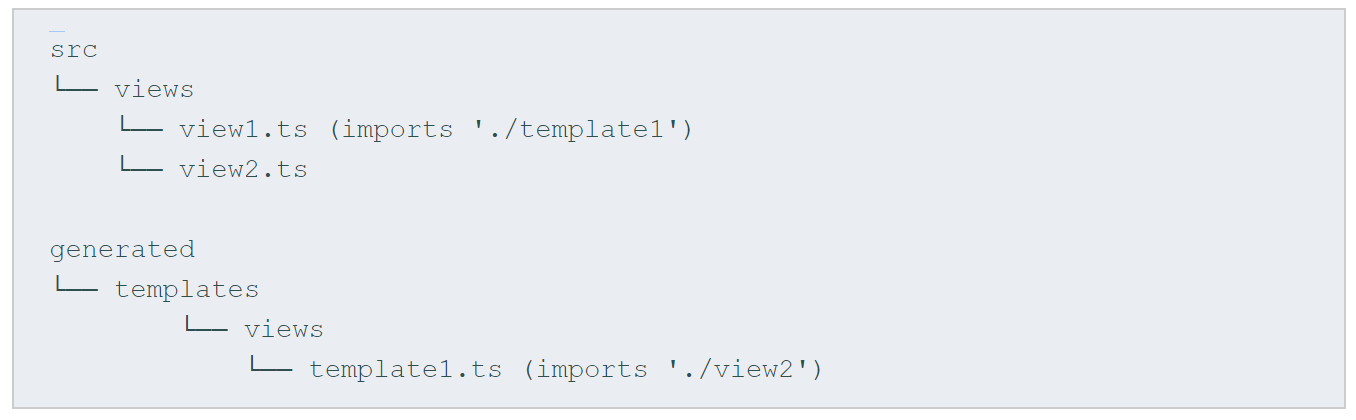 src
└── views
    └── view1.ts (imports './template1')
    └── view2.ts

generated
└── templates
        └── views
            └── template1.ts (imports './view2')